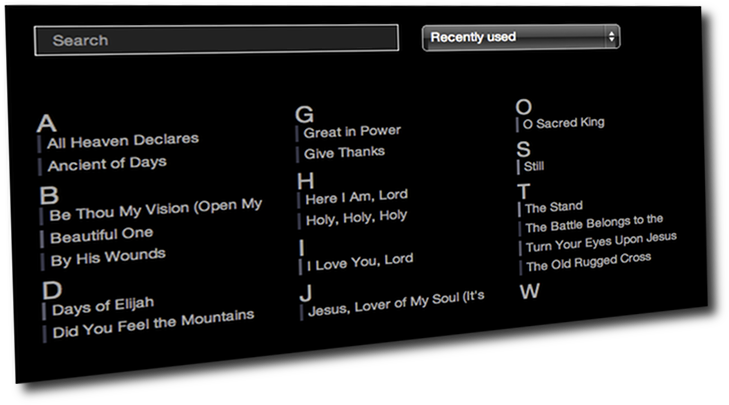 Search
Recently used
A
All Heaven Declares
Ancient of Days
B
Be Thou My Vision (Open My
Beautiful One
By His Wounds
D
Days of Elijah
Did You Feel the Mountains
G
Great in Power
Give Thanks
H
Here I Am, Lord
Holy, Holy, Holy
I
I Love You, Lord
J
Jesus, Lover of My Soul (It's
O
O Sacred King
S
Still
T
The Stand
The Battle Belongs to the
Turn Your Eyes Upon Jesus
The Old Rugged Cross
W